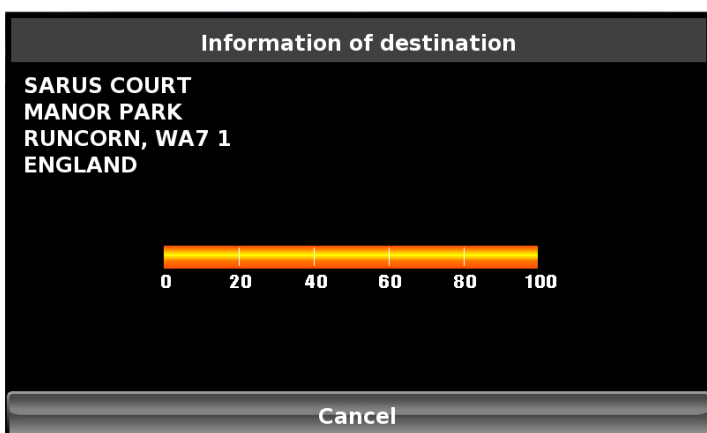 Information of destination
SARUS COURT
MANOR PARK
RUNCORN, WA7 1
ENGLAND
0 20 40 60 80 100
Cancel